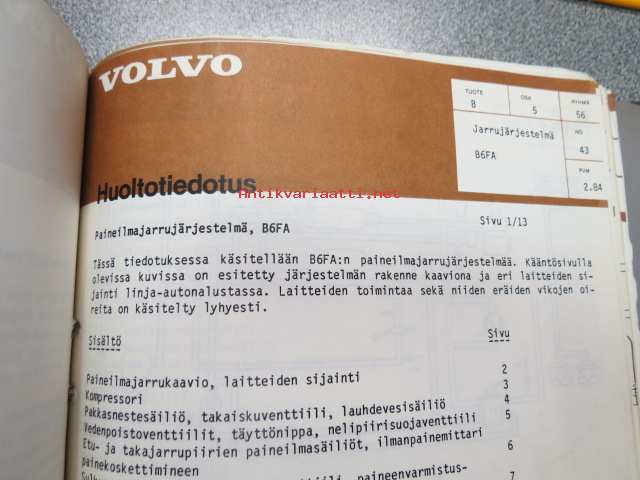 VOLVO
TUOTE OSA RYHMÄ
B 5 56
Jarrujärjestelmä NO
B6FA 43
PVM
2.84
Huoltotiedotus
Antikvariaatti.net
Paineilmajarrujärjestelmä, B6FA Sivu 1/13
Tässä tiedotuksessa käsitellään B6FA:n paineilmajarrujärjestelmää. Kääntösivulla
olevissa kuvissa on esitetty järjestelmän rakenne kaaviona ja eri laitteiden si-
jainti linja-autonalustassa. Laitteiden toimintaa sekä niiden eräiden vikojen oi-
reita on käsitelty lyhyesti.
Sisältö Sivu
Paineilmajarrukaavio, laitteiden sijainti 2
Kompressori 3
Pakkasnestesäiliö, takaiskuventtiili, lauhdevesisäiliö 4
Vedenpoistoventtiilit, täyttönippa, nelipiirisuojaventtiili 5
Etu- ja takajarrupiirien paineilmasäiliöt, ilmanpainemittari
painekoskettimineen 6
paineenvarmistus- 7